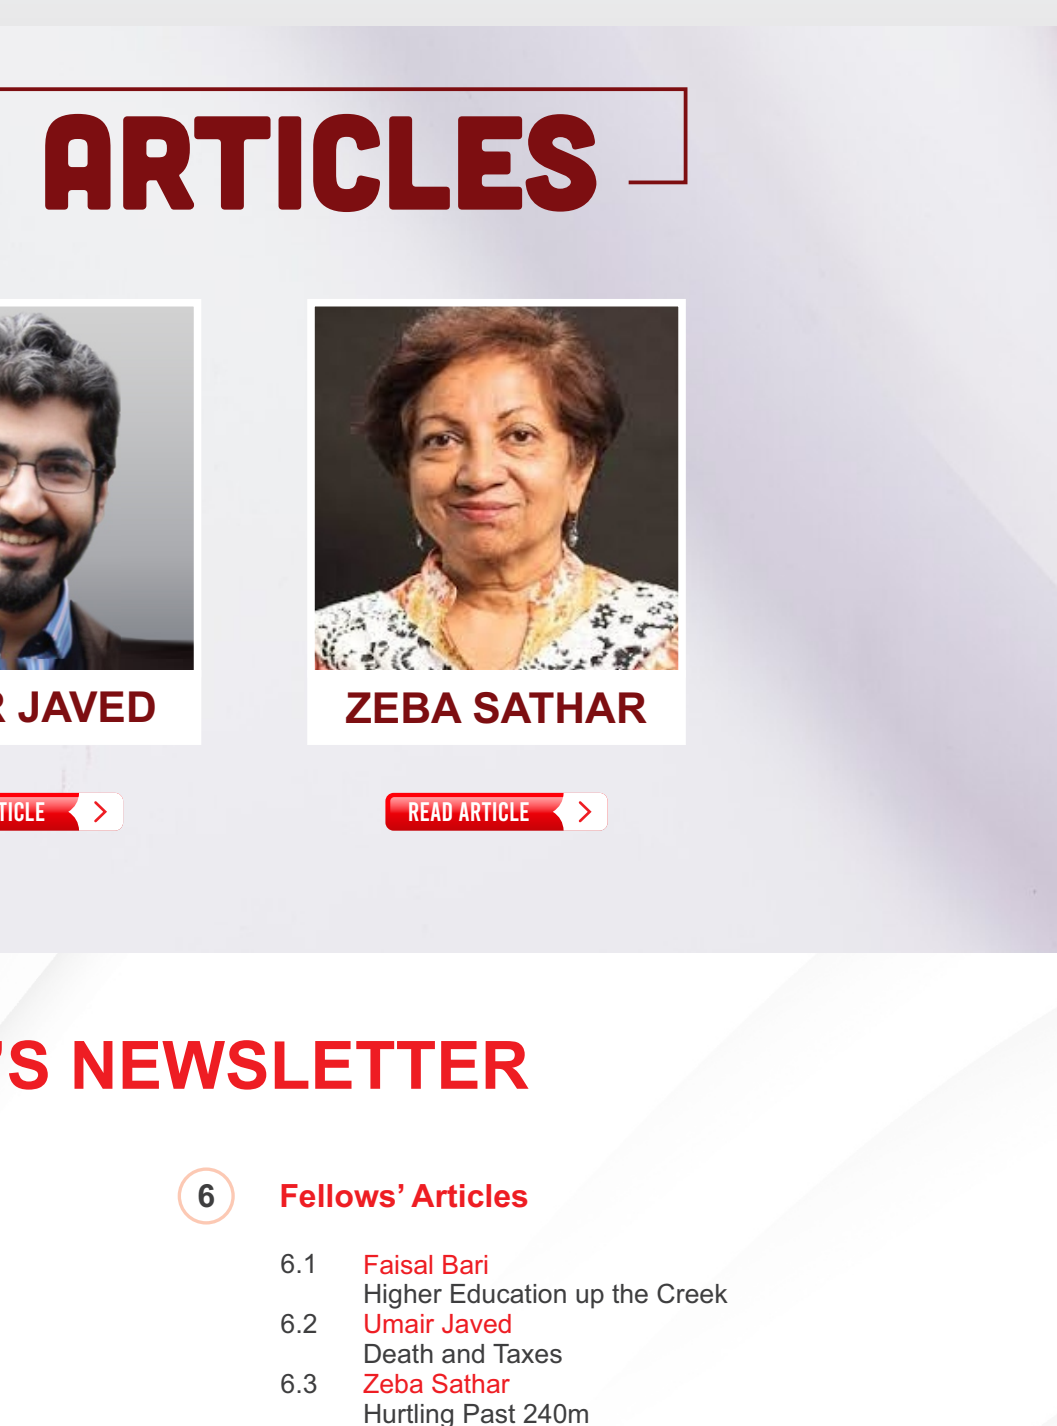 ARTICLES
R JAVED
ZEBA SATHAR
READ ARTICLE
'S NEWSLETTER
6 Fellows' Articles
6.1 Faisal Bari
Higher Education up the Creek
6.2 Umair Javed
Death and Taxes
6.3 Zeba Sathar
Hurtling Past 240m